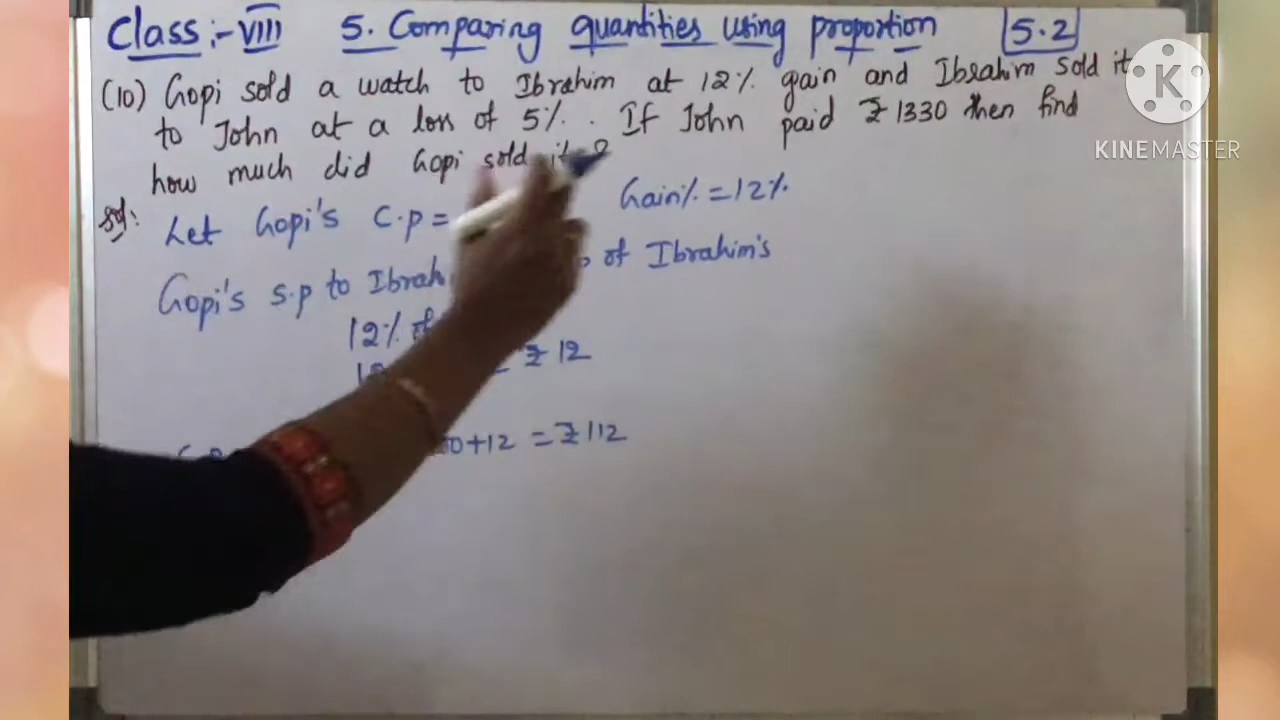 Class:- VIII 5. Comparing quantities using proportion 5.2
(10) Gopi sold a watch to Ibrahim at 12% gain and Ibrahim sold it
to John at a loss of 5%. If John paid ₹ 1330 then find
how much did Gopi sold it?
Sol: Let Gopi's C.P = Gain% = 12%
Gopi's S.P to of Ibrahim's
12% of
= ₹ 12
+12 = ₹ 112
K
KINEMASTER